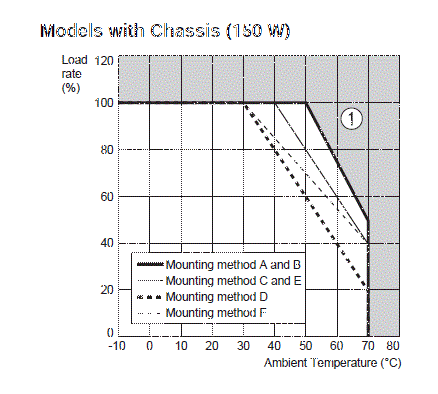 Models with Chassis (150 W)
Load rate (%)
120
100
80
60
40
20
0
①
Mounting method A and B
Mounting method C and E
Mounting method D
Mounting method F
-10 0 10 20 30 40 50 60 70 80
Ambient Temperature (°C)